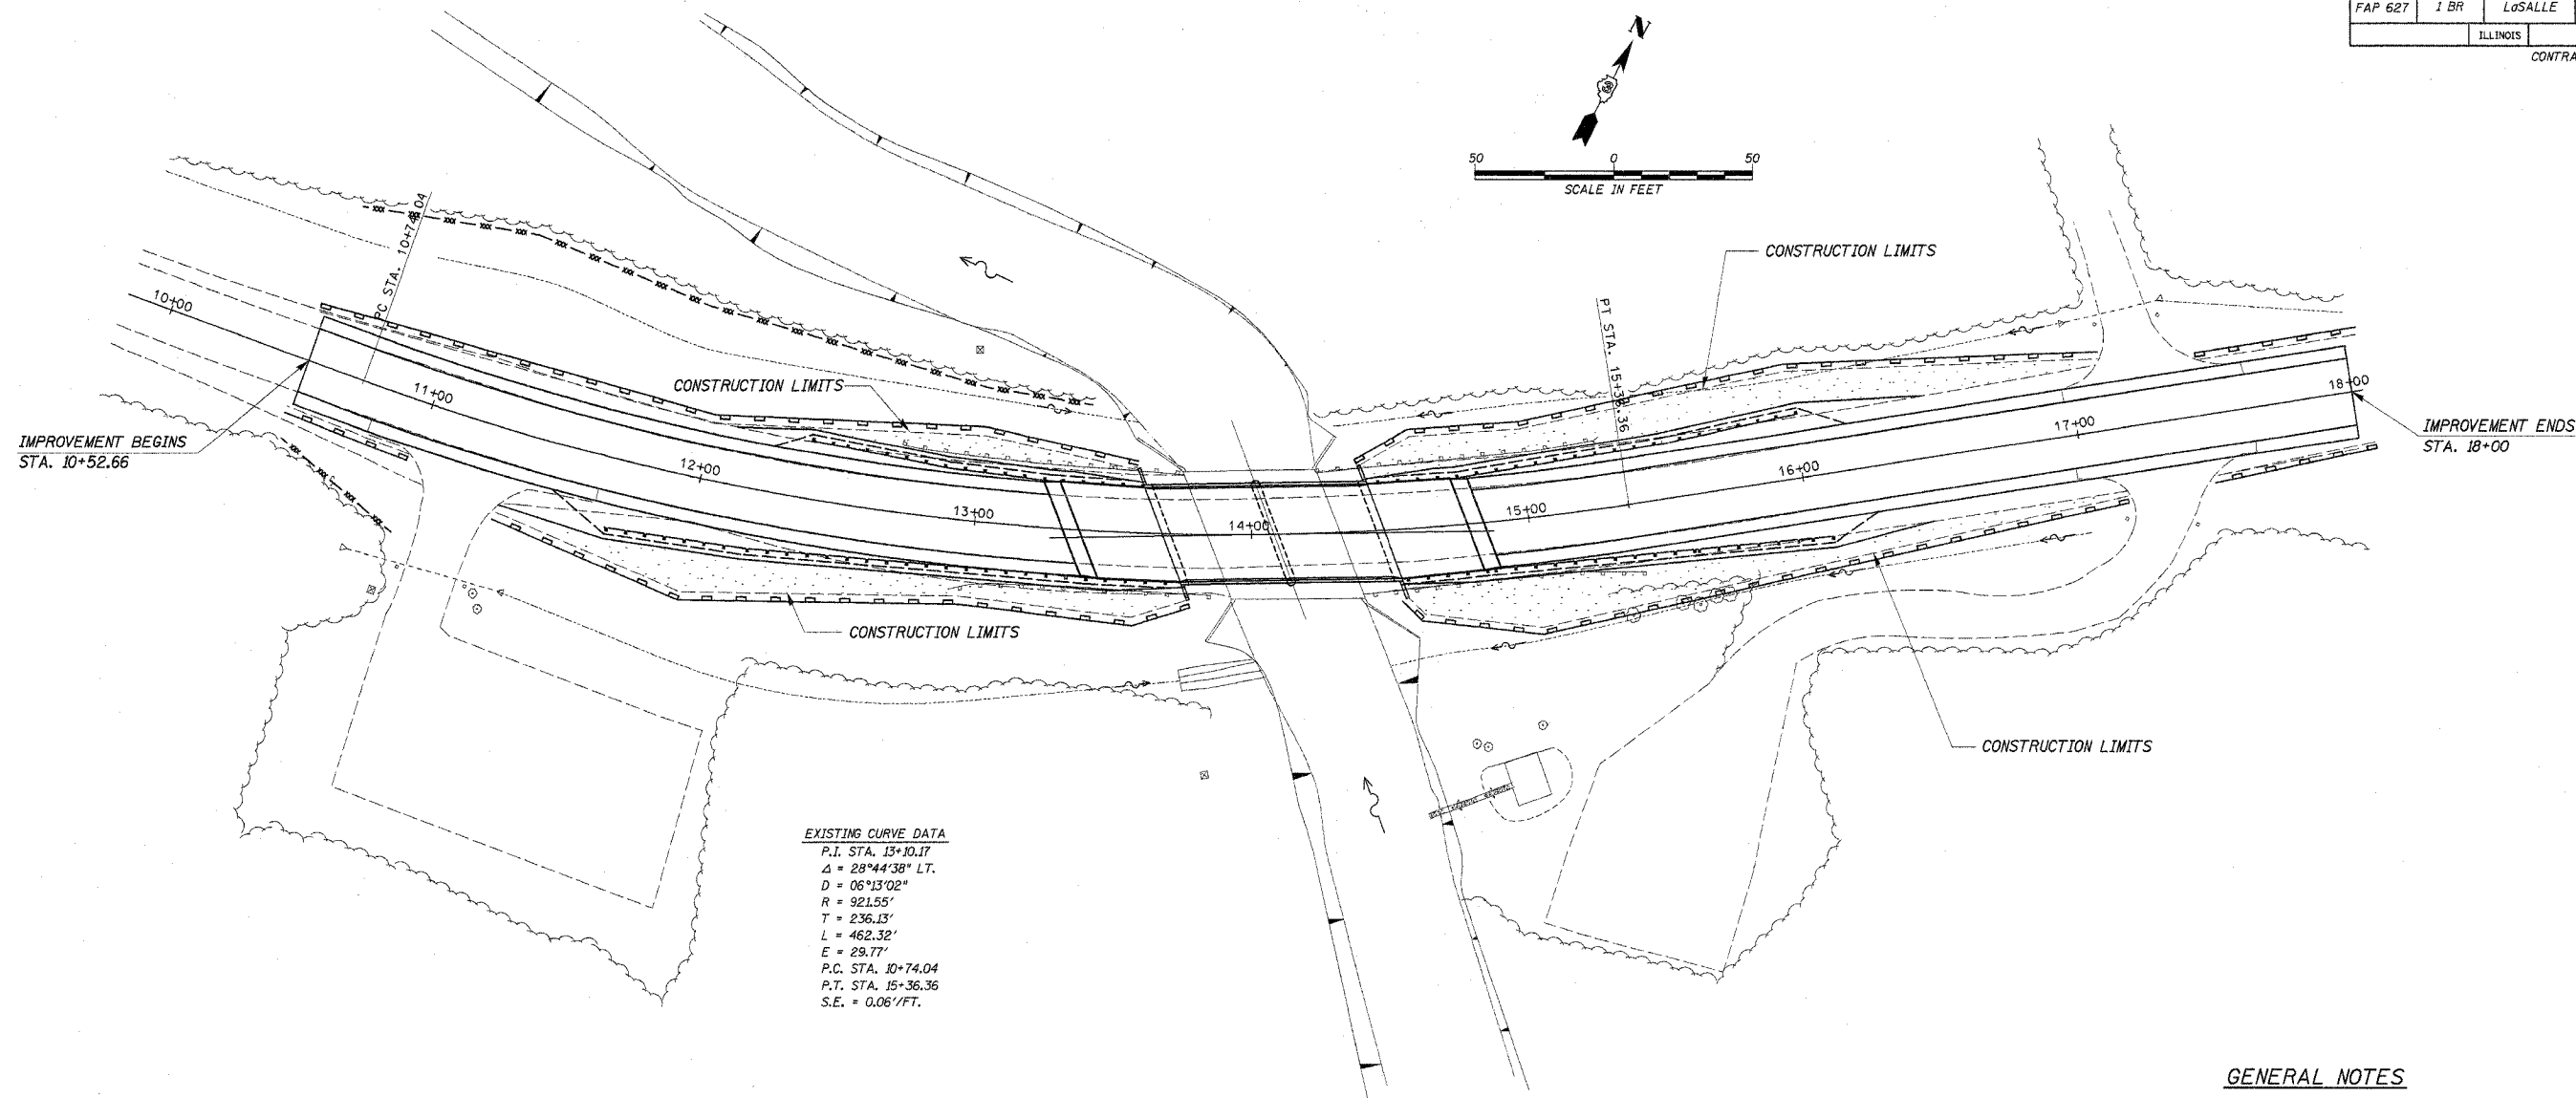 FAP 627 1 BR LaSALLE
ILLINOIS
CONTRA
N
50 0 50
SCALE IN FEET
CONSTRUCTION LIMITS
PC STA. 10+74.04
10+00
PT STA. 15+36.36
CONSTRUCTION LIMITS
11+00
18+00
17+00
IMPROVEMENT BEGINS
STA. 10+52.66
IMPROVEMENT ENDS
STA. 18+00
12+00
16+00
13+00
14+00
15+00
CONSTRUCTION LIMITS
CONSTRUCTION LIMITS
EXISTING CURVE DATA
P.I. STA. 13+10.17
Δ = 28°44'38" LT.
D = 06°13'02"
R = 921.55'
T = 236.13'
L = 462.32'
E = 29.77'
P.C. STA. 10+74.04
P.T. STA. 15+36.36
S.E. = 0.06'/FT.
GENERAL NOTES